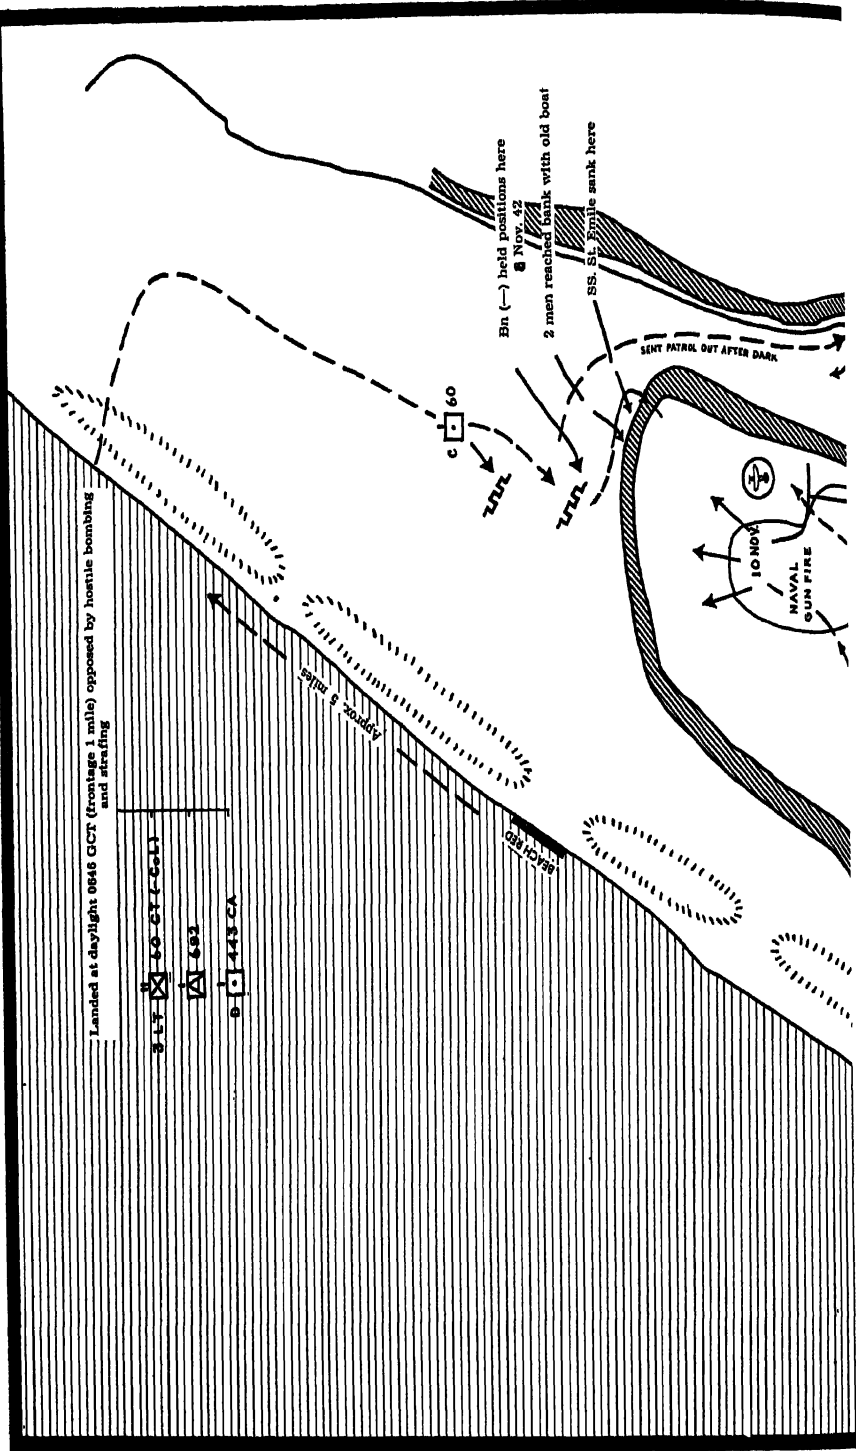 Landed at daylight 0645 GCT (frontage 1 mile) opposed by hostile bombing
and strafing
3 LT 60 CT (-CoL)
692
B 443 CA
Approx. 5 miles
BEACH RED
C 60
Bn (—) held positions here
8 Nov. 42
2 men reached bank with old boat
SS. St. Emile sank here
SENT PATROL OUT AFTER DARK
10 NOV.
NAVAL
GUN FIRE